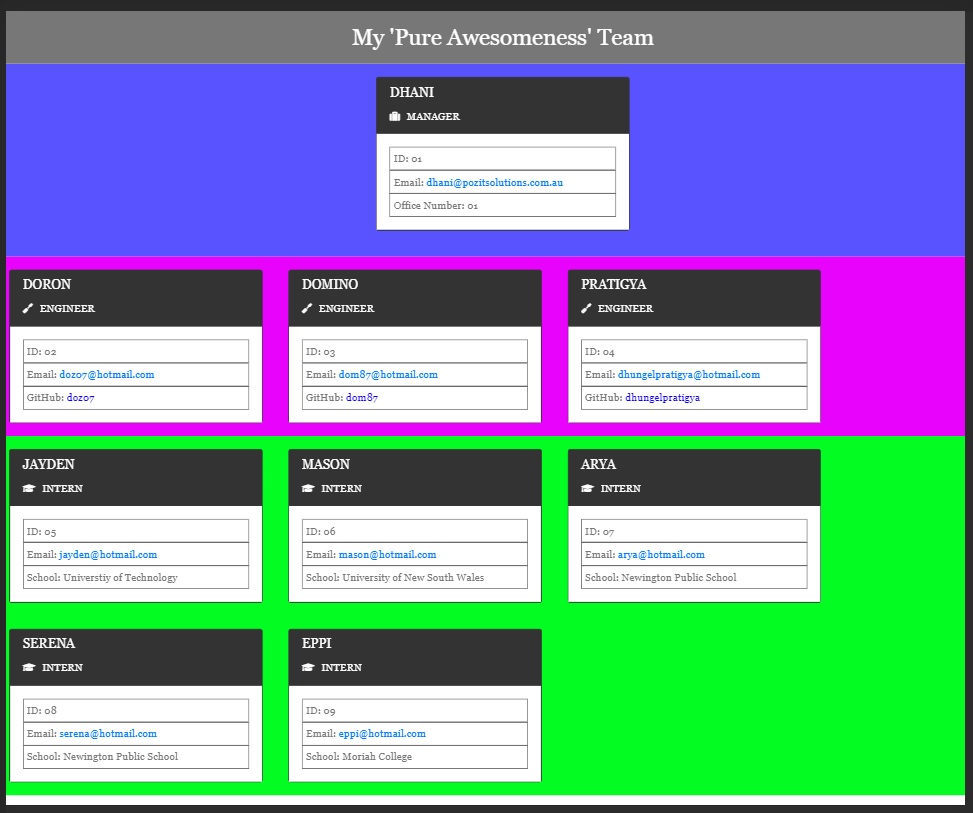 My 'Pure Awesomeness' Team
DHANI
MANAGER
ID: 01
Email: dhani@pozitsolutions.com.au
Office Number: 01
DORON
ENGINEER
ID: 02
Email: dozo7@hotmail.com
GitHub: dozo7
DOMINO
ENGINEER
ID: 03
Email: dom87@hotmail.com
GitHub: dom87
PRATIGYA
ENGINEER
ID: 04
Email: dhungelpratigya@hotmail.com
GitHub: dhungelpratigya
JAYDEN
INTERN
ID: 05
Email: jayden@hotmail.com
School: Universtiy of Technology
MASON
INTERN
ID: 06
Email: mason@hotmail.com
School: University of New South Wales
ARYA
INTERN
ID: 07
Email: arya@hotmail.com
School: Newington Public School
SERENA
INTERN
ID: 08
Email: serena@hotmail.com
School: Newington Public School
EPPI
INTERN
ID: 09
Email: eppi@hotmail.com
School: Moriah College